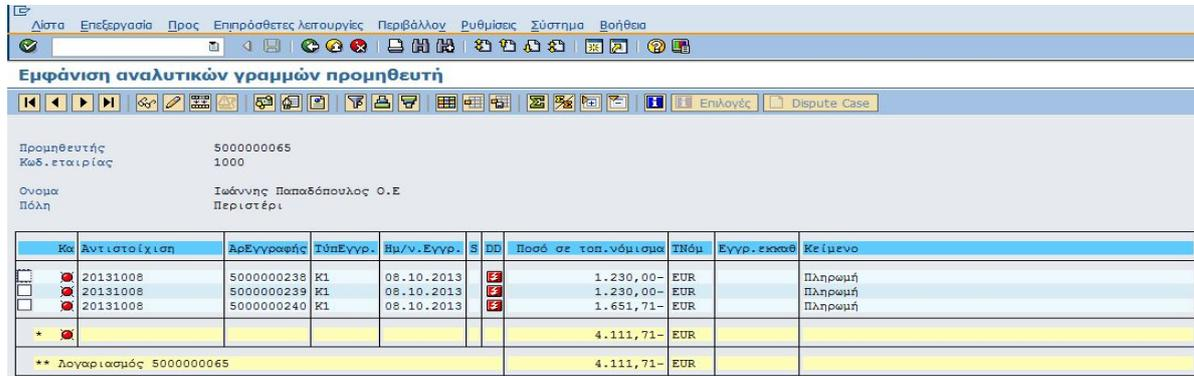 Λίστα Επεξεργασία Προς Επιπρόσθετες λειτουργίες Περιβάλλον Ρυθμίσεις Σύστημα Βοήθεια
Εμφάνιση αναλυτικών γραμμών προμηθευτή
Επιλογές Dispute Case
Προμηθευτής 5000000065
Κωδ.εταιρίας 1000
Ονομα Ιωάννης Παπαδόπουλος Ο.Ε
Πόλη Περιστέρι
Κα Αντιστοίχιση ΑρΕγγραφής ΤύπΕγγρ. Ημ/ν.Εγγρ. S DD Ποσό σε τοπ.νόμισμα ΤΝόμ Εγγρ.εκκαθ Κείμενο
20131008 5000000238 K1 08.10.2013 1.230,00- EUR Πληρωμή
20131008 5000000239 K1 08.10.2013 1.230,00- EUR Πληρωμή
20131008 5000000240 K1 08.10.2013 1.651,71- EUR Πληρωμή
* 4.111,71- EUR
** Λογαριασμός 5000000065 4.111,71- EUR